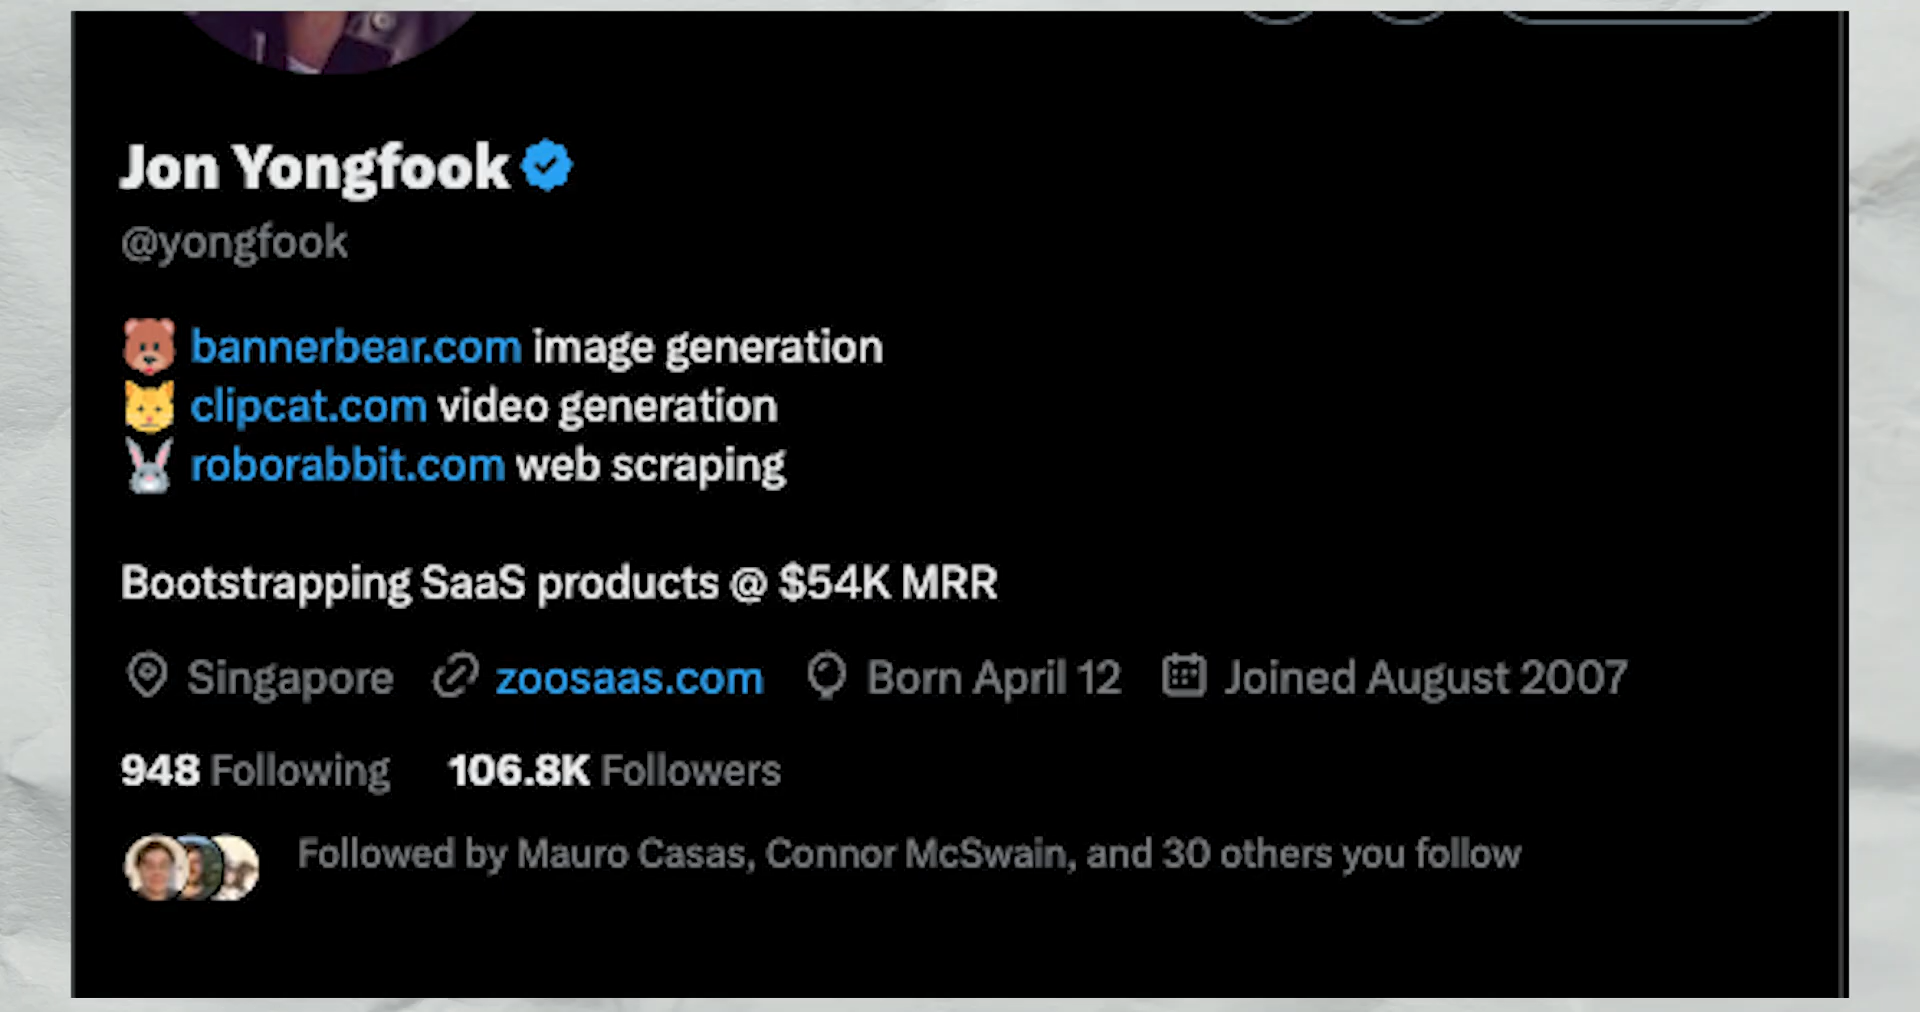 Jon Yongfook
@yongfook
🐻 bannerbear.com image generation
🐱 clipcat.com video generation
🐰 roborabbit.com web scraping
Bootstrapping SaaS products @ $54K MRR
Singapore zoosaas.com Born April 12 Joined August 2007
948 Following 106.8K Followers
Followed by Mauro Casas, Connor McSwain, and 30 others you follow